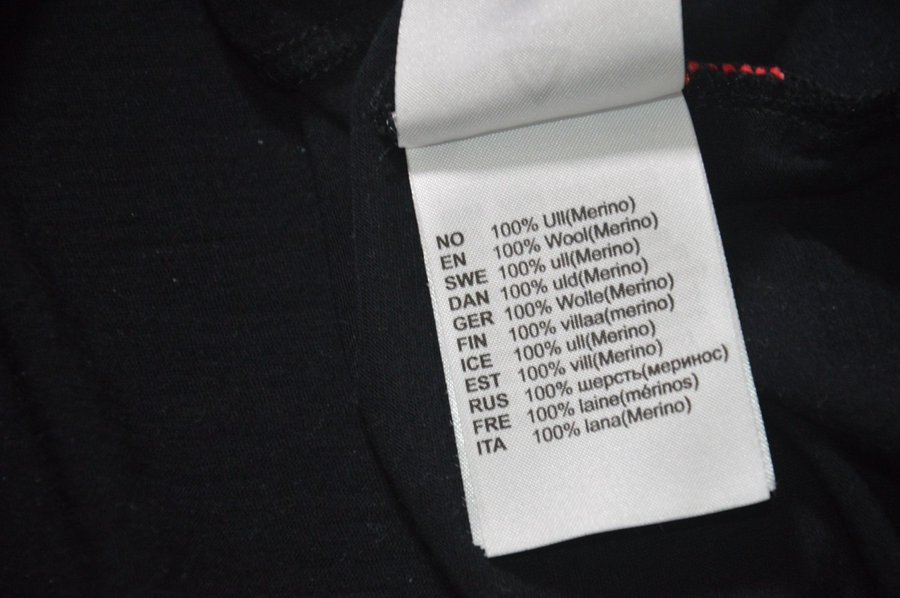 NO 100% Ull(Merino)
EN 100% Wool(Merino)
SWE 100% ull(Merino)
DAN 100% uld(Merino)
GER 100% Wolle(Merino)
FIN 100% villaa(merino)
ICE 100% ull(Merino)
EST 100% vill(Merino)
RUS 100% шерсть(меринос)
FRE 100% laine(mérinos)
ITA 100% lana(Merino)